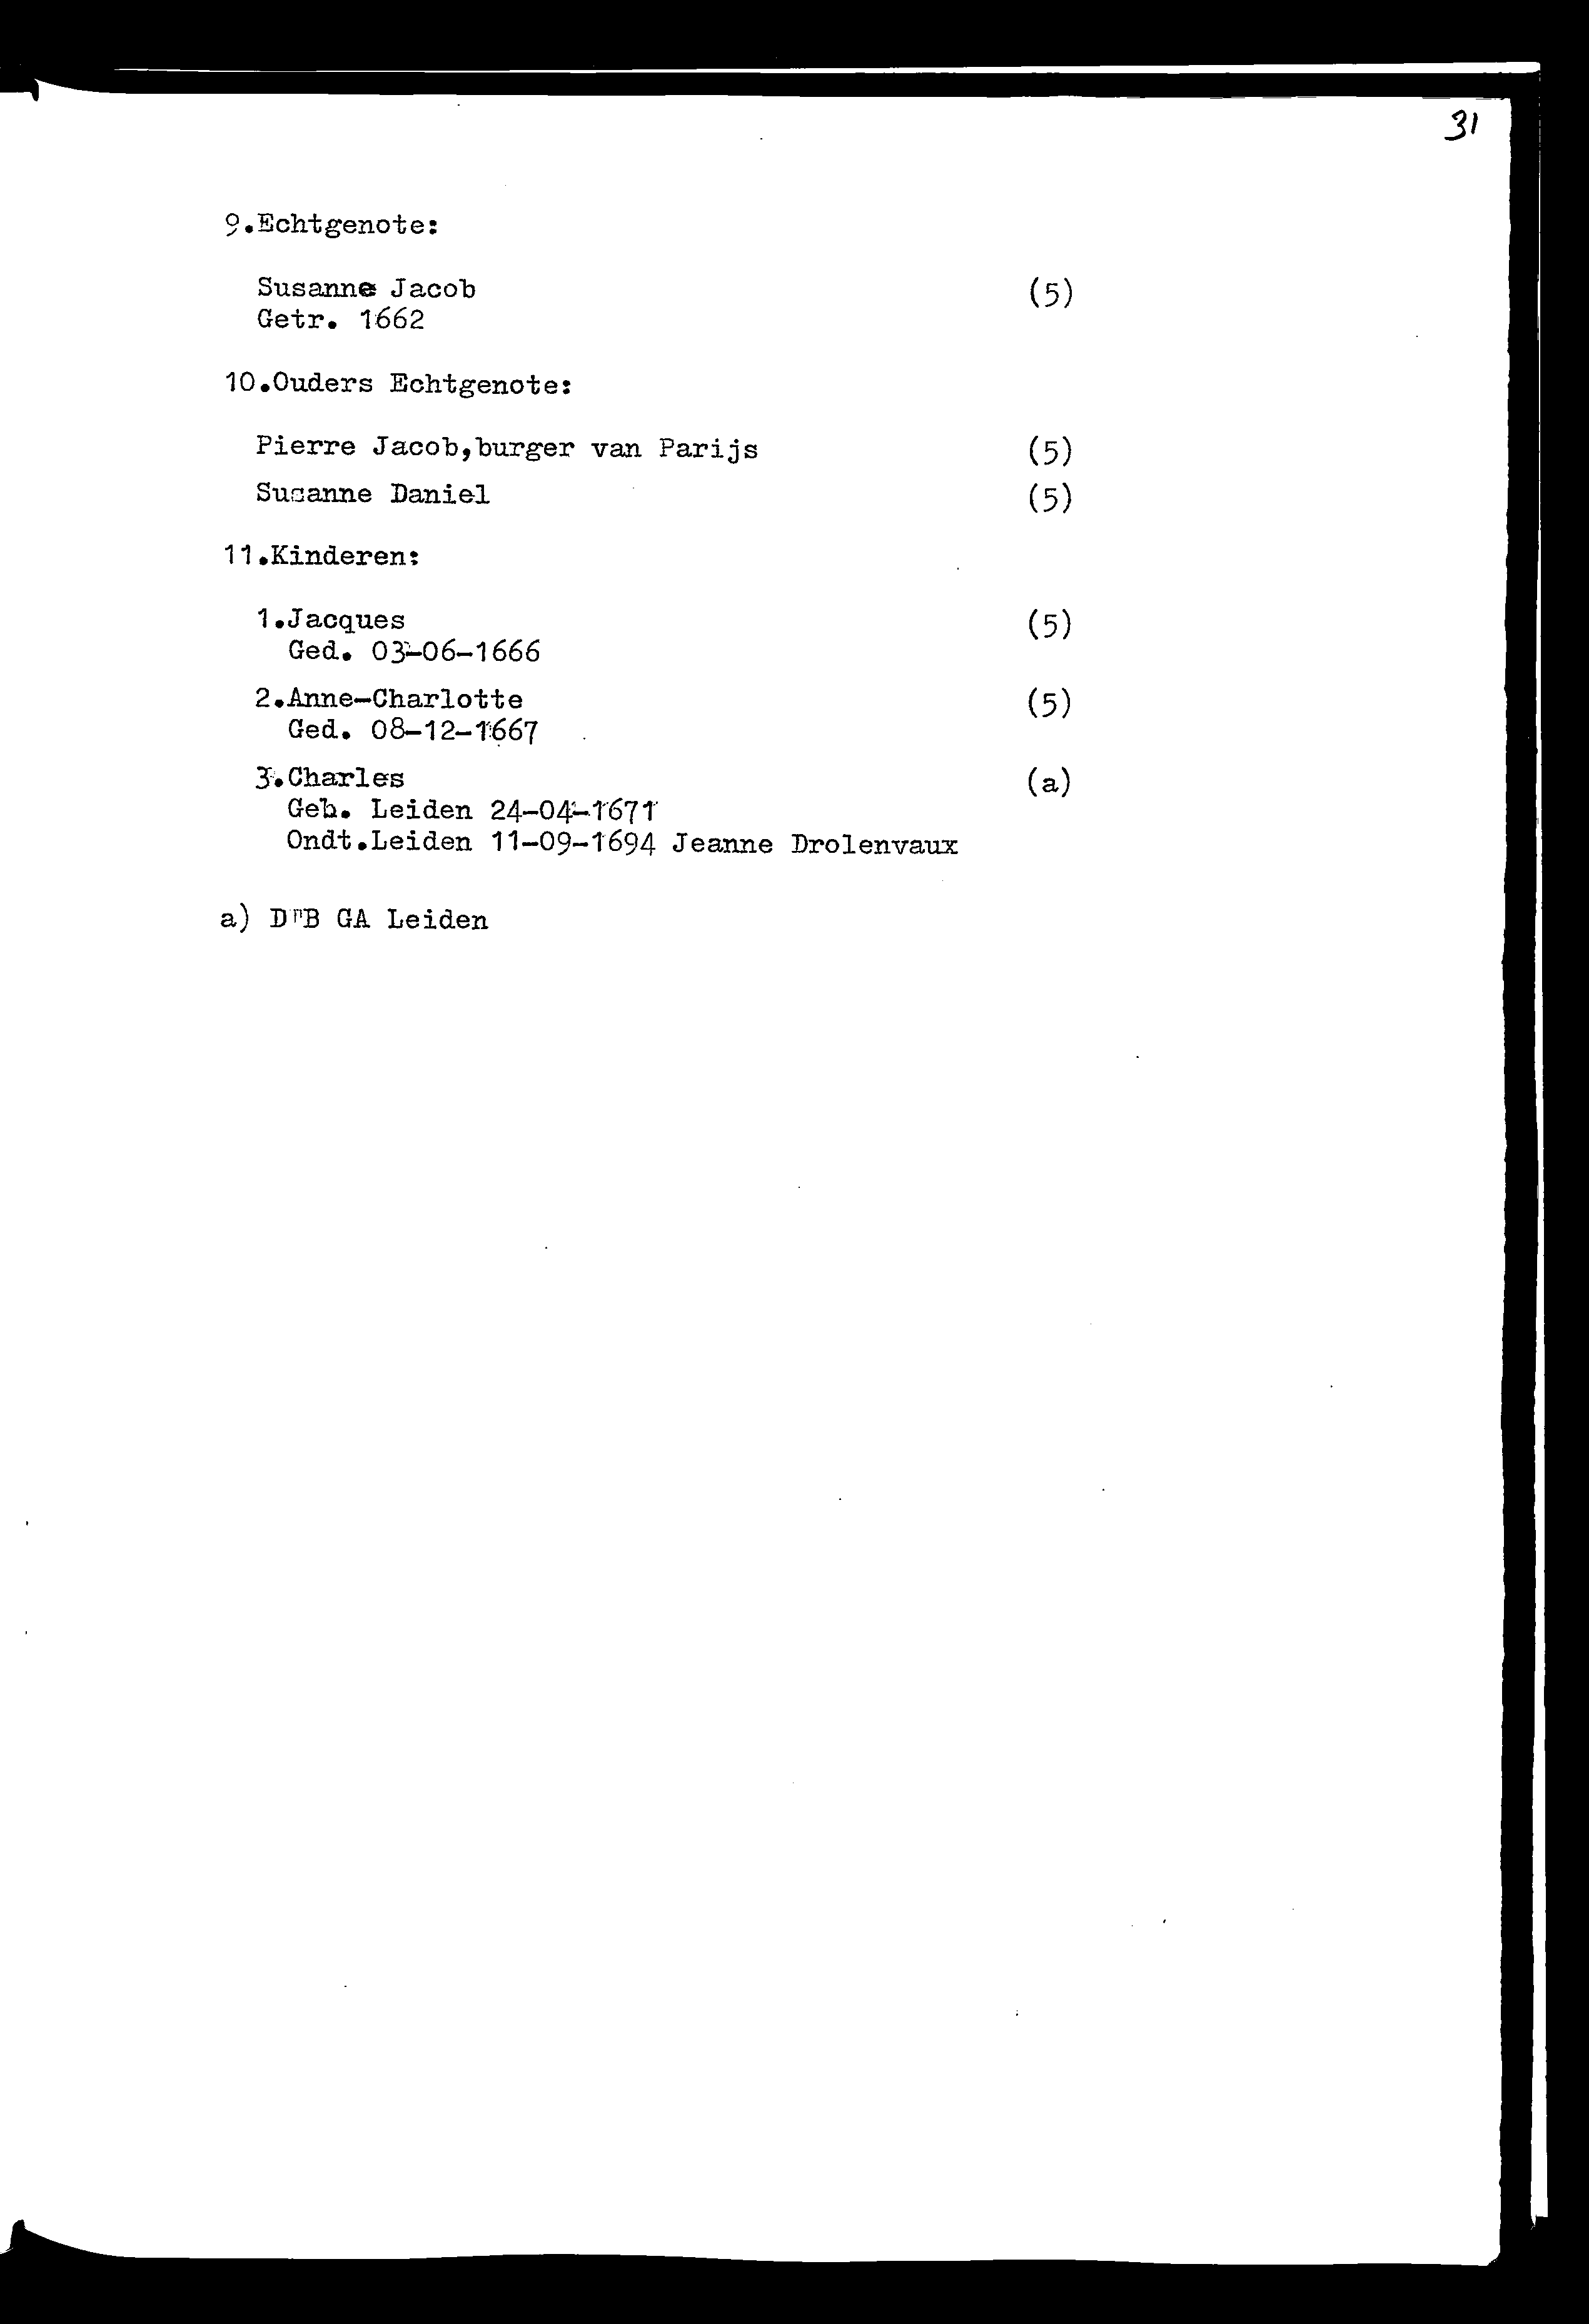 31
9.Echtgenote:
Susanne Jacob (5)
Getr. 1662
10.Ouders Echtgenote:
Pierre Jacob,burger van Parijs (5)
Susanne Daniel (5)
11.Kinderen:
1.Jacques (5)
Ged. 03-06-1666
2.Anne-Charlotte (5)
Ged. 08-12-1667
3.Charles (a)
Geb. Leiden 24-04-1671
Ondt.Leiden 11-09-1694 Jeanne Drolenvaux
a) DTB GA Leiden